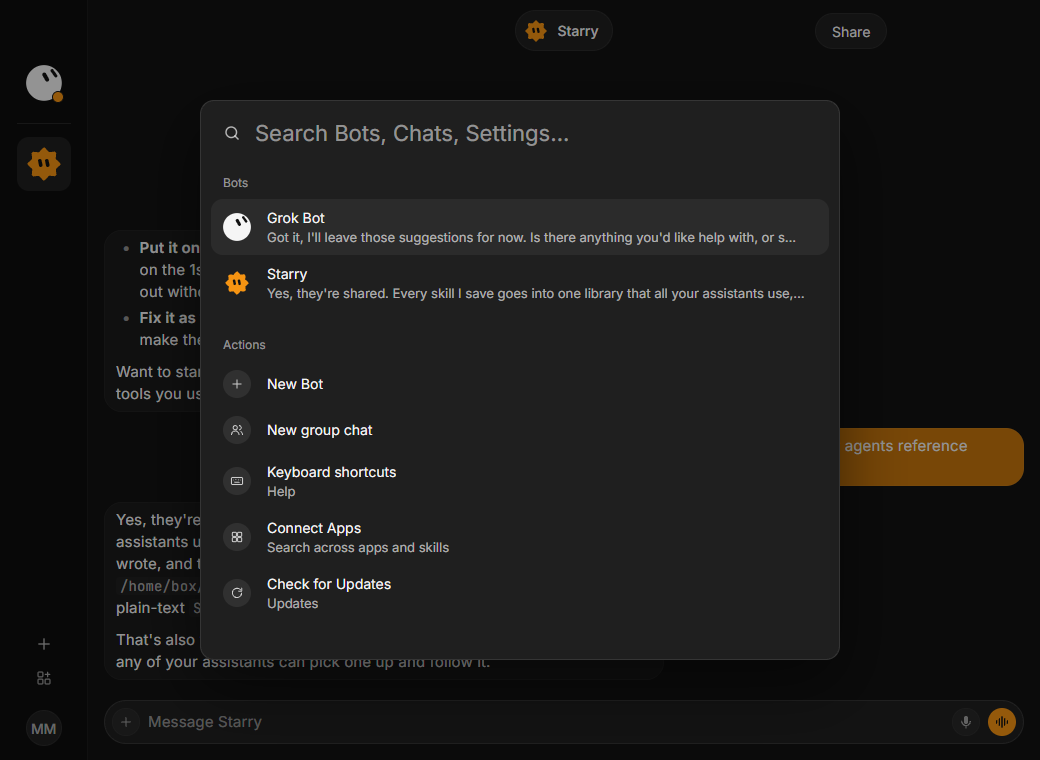 Starry
Share
Search Bots, Chats, Settings...
Bots
Grok Bot
Got it, I'll leave those suggestions for now. Is there anything you'd like help with, or s...
Starry
Yes, they're shared. Every skill I save goes into one library that all your assistants use,...
Actions
New Bot
New group chat
Keyboard shortcuts
Help
Connect Apps
Search across apps and skills
Check for Updates
Updates
Put it on
on the 1s
out with
Fix it as
make the
Want to star
tools you us
agents reference
Yes, they're
assistants u
wrote, and t
/home/box/
plain-text S
That's also
any of your assistants can pick one up and follow it.
Message Starry
MM